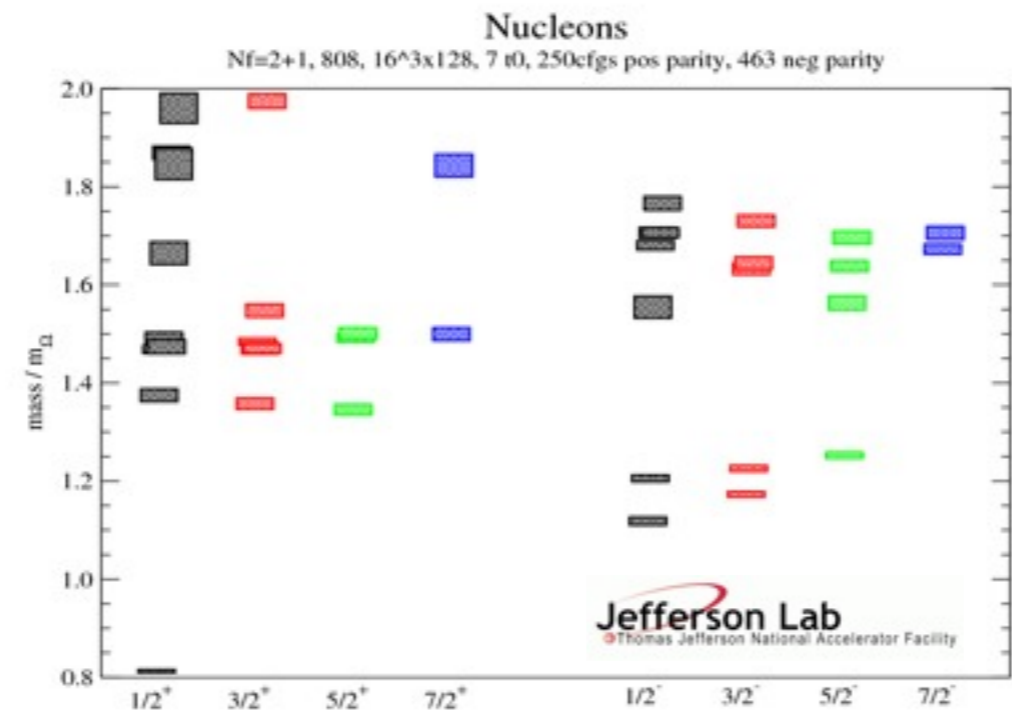 Nucleons
Nf=2+1, 808, 16^3x128, 7 t0, 250cfgs pos parity, 463 neg parity
mass / m_Ω
2.0
1.8
1.6
1.4
1.2
1.0
0.8
1/2⁺ 3/2⁺ 5/2⁺ 7/2⁺ 1/2⁻ 3/2⁻ 5/2⁻ 7/2⁻
Jefferson Lab
Thomas Jefferson National Accelerator Facility